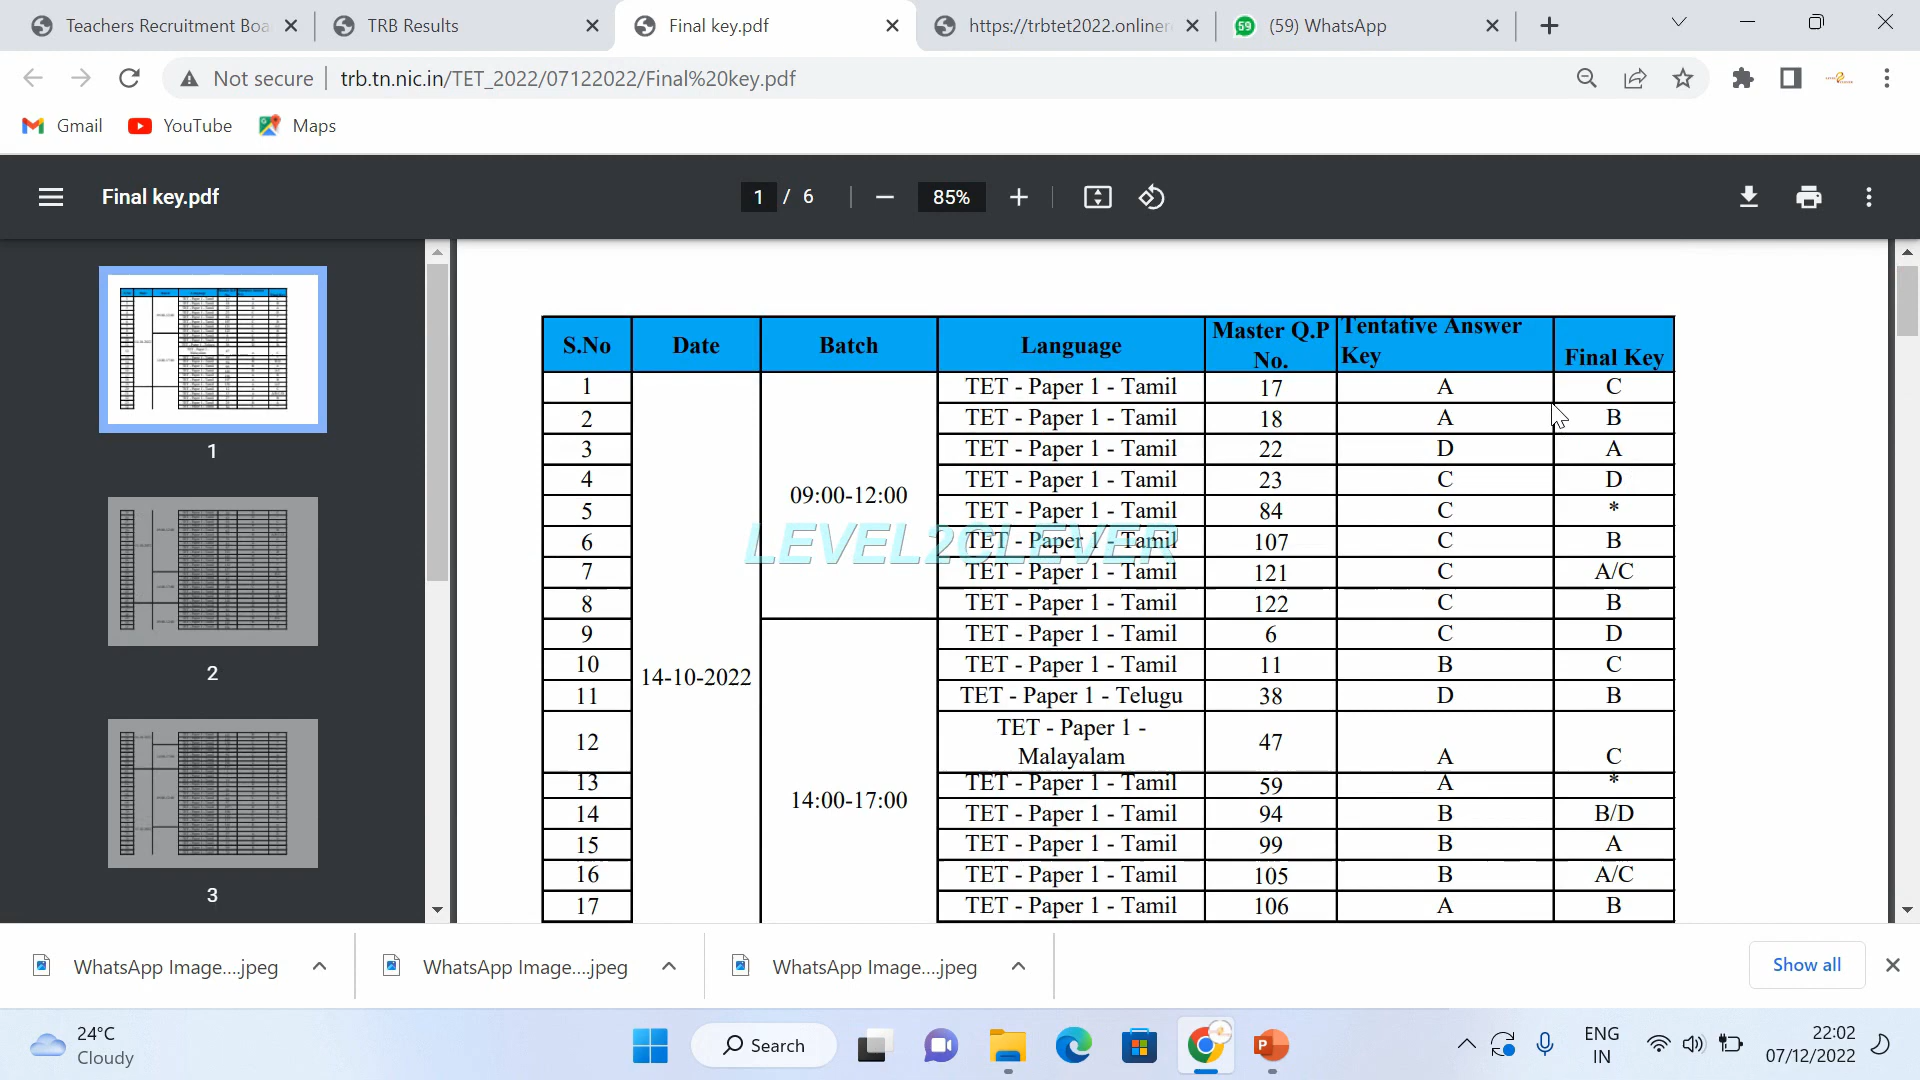 Teachers Recruitment Boa
TRB Results
Final key.pdf
https://trbtet2022.onliner
59
(59) WhatsApp
Not secure
trb.tn.nic.in/TET_2022/07122022/Final%20key.pdf
Gmail
YouTube
Maps
Final key.pdf
1 / 6
85%
S.No Date Batch Language Master Q.P No. Tentative Answer Key Final Key
1 TET - Paper 1 - Tamil 17 A C
2 TET - Paper 1 - Tamil 18 A B
3 TET - Paper 1 - Tamil 22 D A
4 TET - Paper 1 - Tamil 23 C D
09:00-12:00
5 TET - Paper 1 - Tamil 84 C *
LEVEL2CLEVER
6 TET - Paper 1 - Tamil 107 C B
7 TET - Paper 1 - Tamil 121 C A/C
8 TET - Paper 1 - Tamil 122 C B
9 TET - Paper 1 - Tamil 6 C D
10 TET - Paper 1 - Tamil 11 B C
14-10-2022
11 TET - Paper 1 - Telugu 38 D B
12 TET - Paper 1 - Malayalam 47 A C
13 TET - Paper 1 - Tamil 59 A *
14:00-17:00
14 TET - Paper 1 - Tamil 94 B B/D
15 TET - Paper 1 - Tamil 99 B A
16 TET - Paper 1 - Tamil 105 B A/C
17 TET - Paper 1 - Tamil 106 A B
1
2
3
WhatsApp Image....jpeg
WhatsApp Image....jpeg
WhatsApp Image....jpeg
Show all
24°C
Cloudy
Search
ENG
IN
22:02
07/12/2022